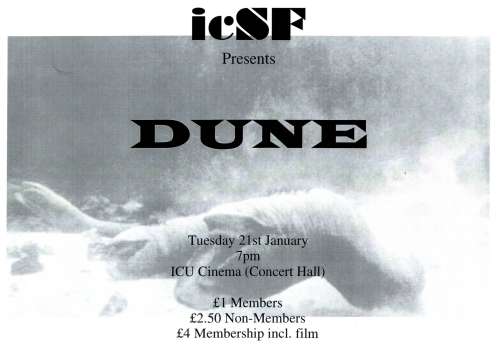 icSF
Presents
DUNE
Tuesday 21st January
7pm
ICU Cinema (Concert Hall)
£1 Members
£2.50 Non-Members
£4 Membership incl. film